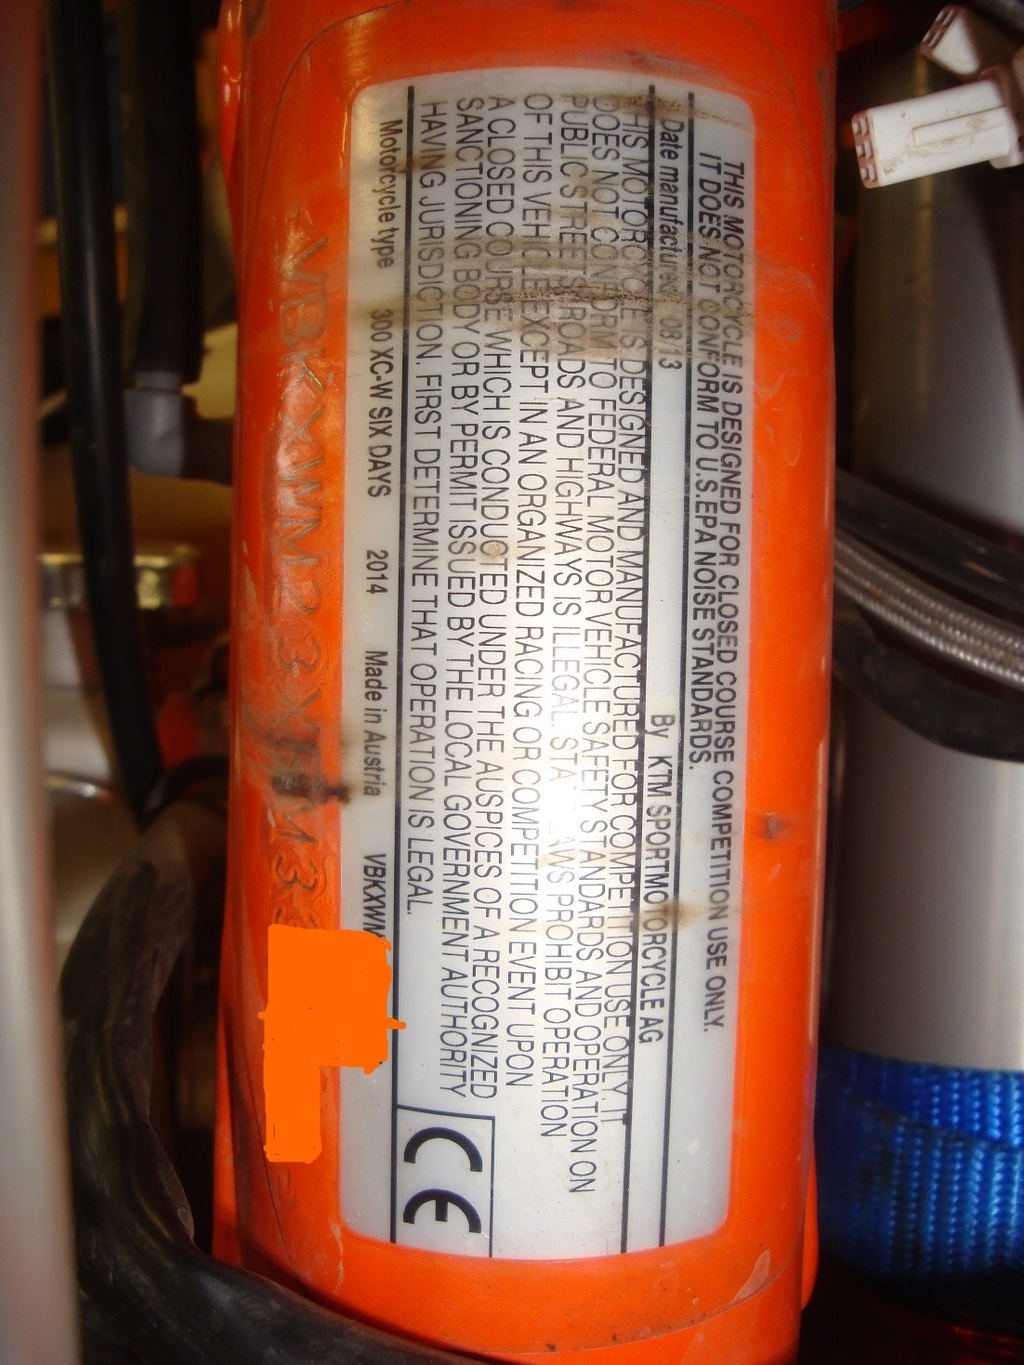 THIS MOTORCYCLE IS DESIGNED FOR CLOSED COURSE COMPETITION USE ONLY.
IT DOES NOT CONFORM TO U.S.EPA NOISE STANDARDS.
Date manufactured 08/13 By KTM SPORTMOTORCYCLE AG
THIS MOTORCYCLE IS DESIGNED AND MANUFACTURED FOR COMPETITION USE ONLY. IT
DOES NOT CONFORM TO FEDERAL MOTOR VEHICLE SAFETY STANDARDS AND OPERATION ON
PUBLIC STREETS, ROADS AND HIGHWAYS IS ILLEGAL. STA LAWS PROHIBIT OPERATION
OF THIS VEHICLE EXCEPT IN AN ORGANIZED RACING OR COMPETITION EVENT UPON
A CLOSED COURSE WHICH IS CONDUCTED UNDER THE AUSPICES OF A RECOGNIZED
SANCTIONING BODY OR BY PERMIT ISSUED BY THE LOCAL GOVERNMENT AUTHORITY
HAVING JURISDICTION. FIRST DETERMINE THAT OPERATION IS LEGAL.
CE
Motorcycle type 300 XC-W SIX DAYS 2014 Made in Austria VBKXWM